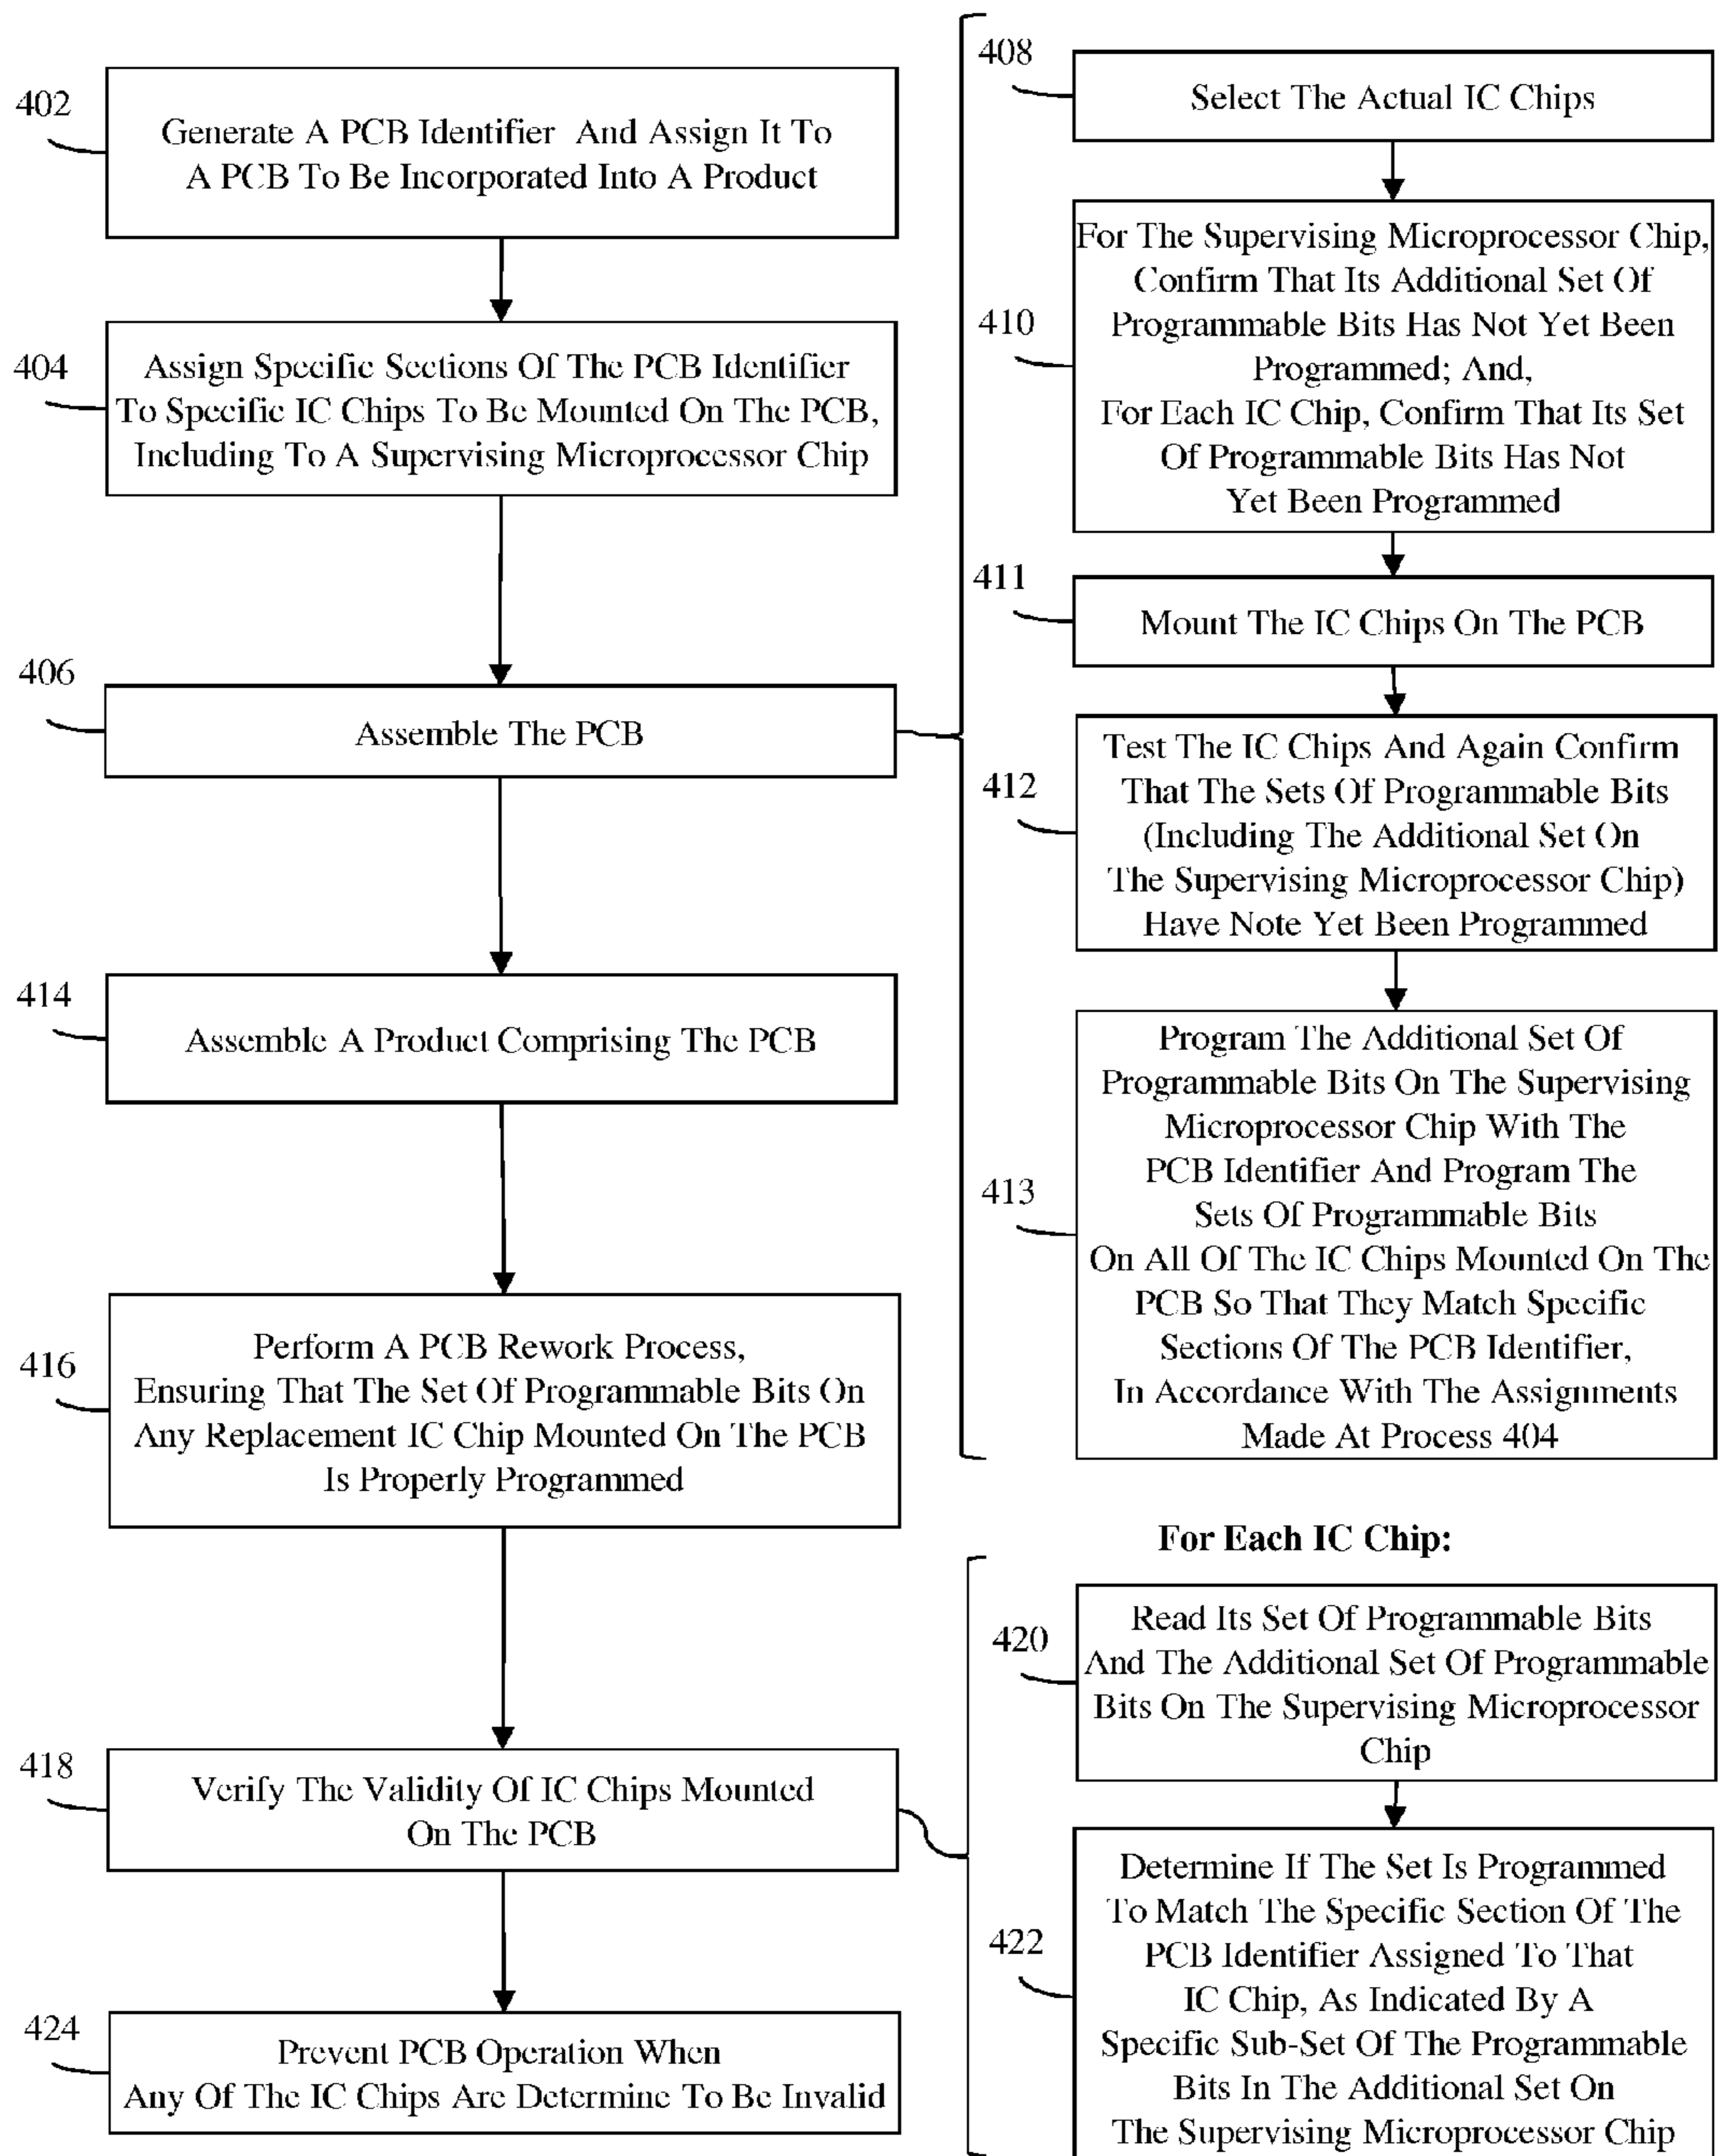 402
Generate A PCB Identifier And Assign It To
A PCB To Be Incorporated Into A Product
404
Assign Specific Sections Of The PCB Identifier
To Specific IC Chips To Be Mounted On The PCB,
Including To A Supervising Microprocessor Chip
406
Assemble The PCB
408
Select The Actual IC Chips
410
For The Supervising Microprocessor Chip,
Confirm That Its Additional Set Of
Programmable Bits Has Not Yet Been
Programmed; And,
For Each IC Chip, Confirm That Its Set
Of Programmable Bits Has Not
Yet Been Programmed
411
Mount The IC Chips On The PCB
412
Test The IC Chips And Again Confirm
That The Sets Of Programmable Bits
(Including The Additional Set On
The Supervising Microprocessor Chip)
Have Note Yet Been Programmed
413
Program The Additional Set Of
Programmable Bits On The Supervising
Microprocessor Chip With The
PCB Identifier And Program The
Sets Of Programmable Bits
On All Of The IC Chips Mounted On The
PCB So That They Match Specific
Sections Of The PCB Identifier,
In Accordance With The Assignments
Made At Process 404
414
Assemble A Product Comprising The PCB
416
Perform A PCB Rework Process,
Ensuring That The Set Of Programmable Bits On
Any Replacement IC Chip Mounted On The PCB
Is Properly Programmed
418
Verify The Validity Of IC Chips Mounted
On The PCB
For Each IC Chip:
420
Read Its Set Of Programmable Bits
And The Additional Set Of Programmable
Bits On The Supervising Microprocessor
Chip
422
Determine If The Set Is Programmed
To Match The Specific Section Of The
PCB Identifier Assigned To That
IC Chip, As Indicated By A
Specific Sub-Set Of The Programmable
Bits In The Additional Set On
The Supervising Microprocessor Chip
424
Prevent PCB Operation When
Any Of The IC Chips Are Determine To Be Invalid